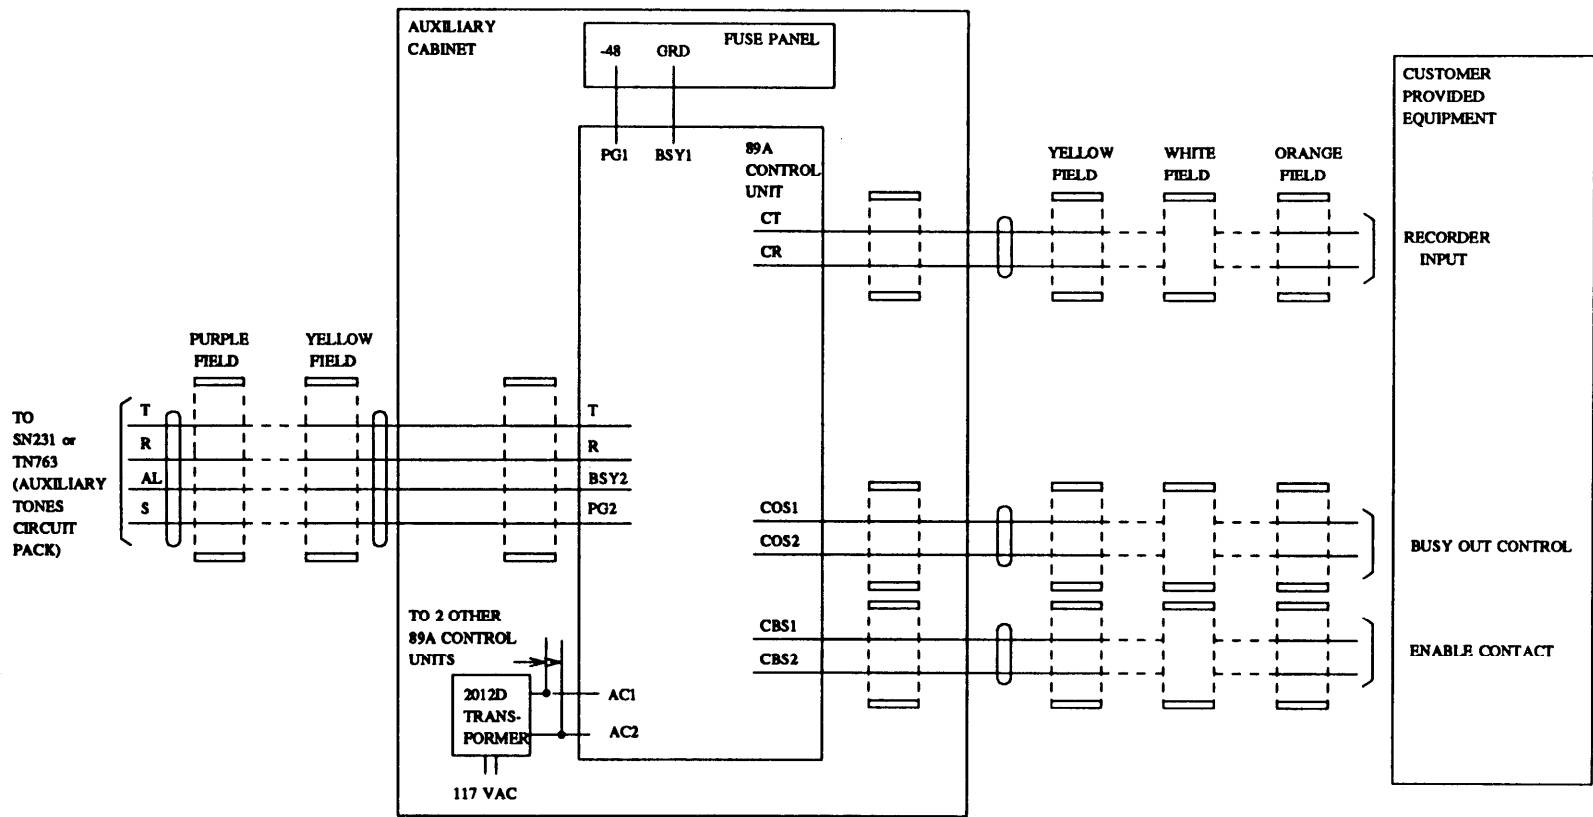 AUXILIARY
CABINET
FUSE PANEL
-48 GRD
PG1 BSY1
89A
CONTROL
UNIT
CT
CR
YELLOW
FIELD
WHITE
FIELD
ORANGE
FIELD
CUSTOMER
PROVIDED
EQUIPMENT
RECORDER
INPUT
PURPLE
FIELD
YELLOW
FIELD
TO
SN231 or
TN763
(AUXILIARY
TONES
CIRCUIT
PACK)
T
R
AL
S
T
R
BSY2
PG2
COS1
COS2
BUSY OUT CONTROL
CBS1
CBS2
ENABLE CONTACT
TO 2 OTHER
89A CONTROL
UNITS
2012D
TRANS-
FORMER
AC1
AC2
117 VAC